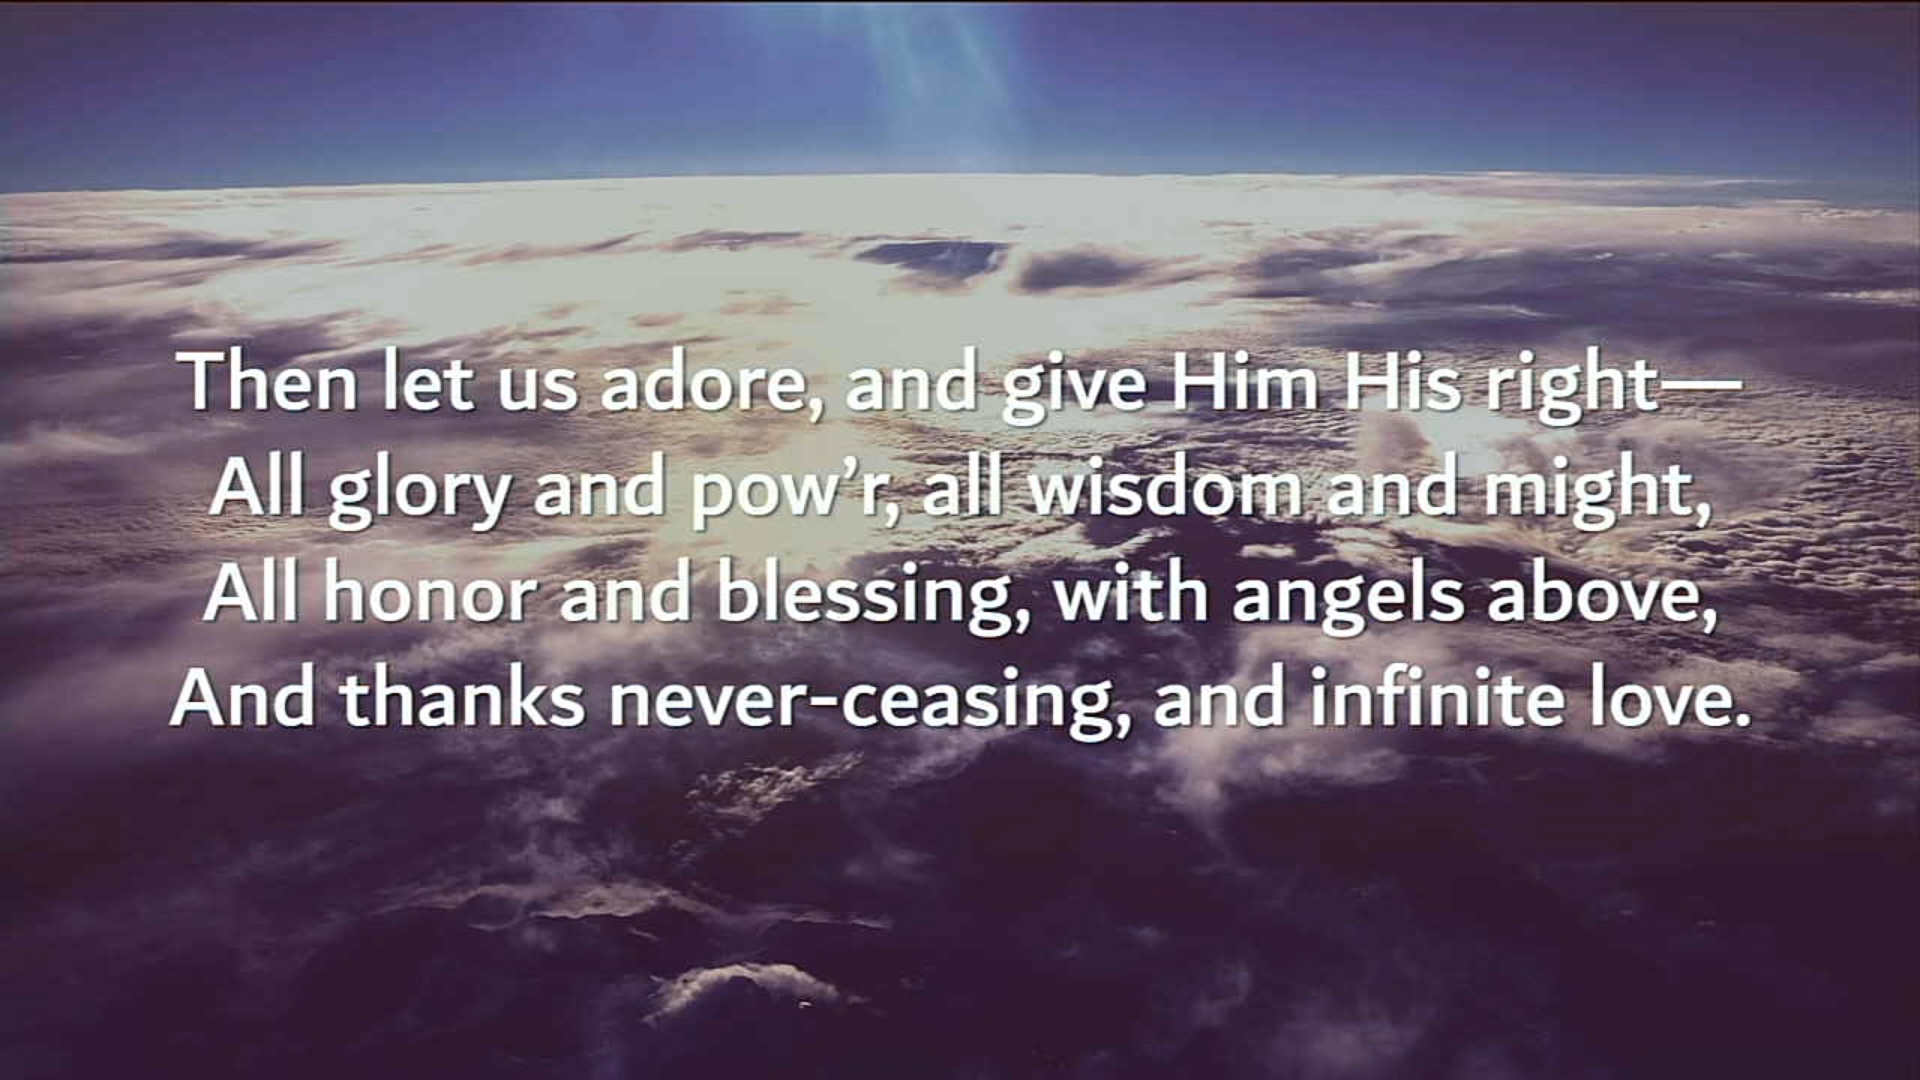 Then let us adore, and give Him His right—
All glory and pow’r, all wisdom and might,
All honor and blessing, with angels above,
And thanks never-ceasing, and infinite love.